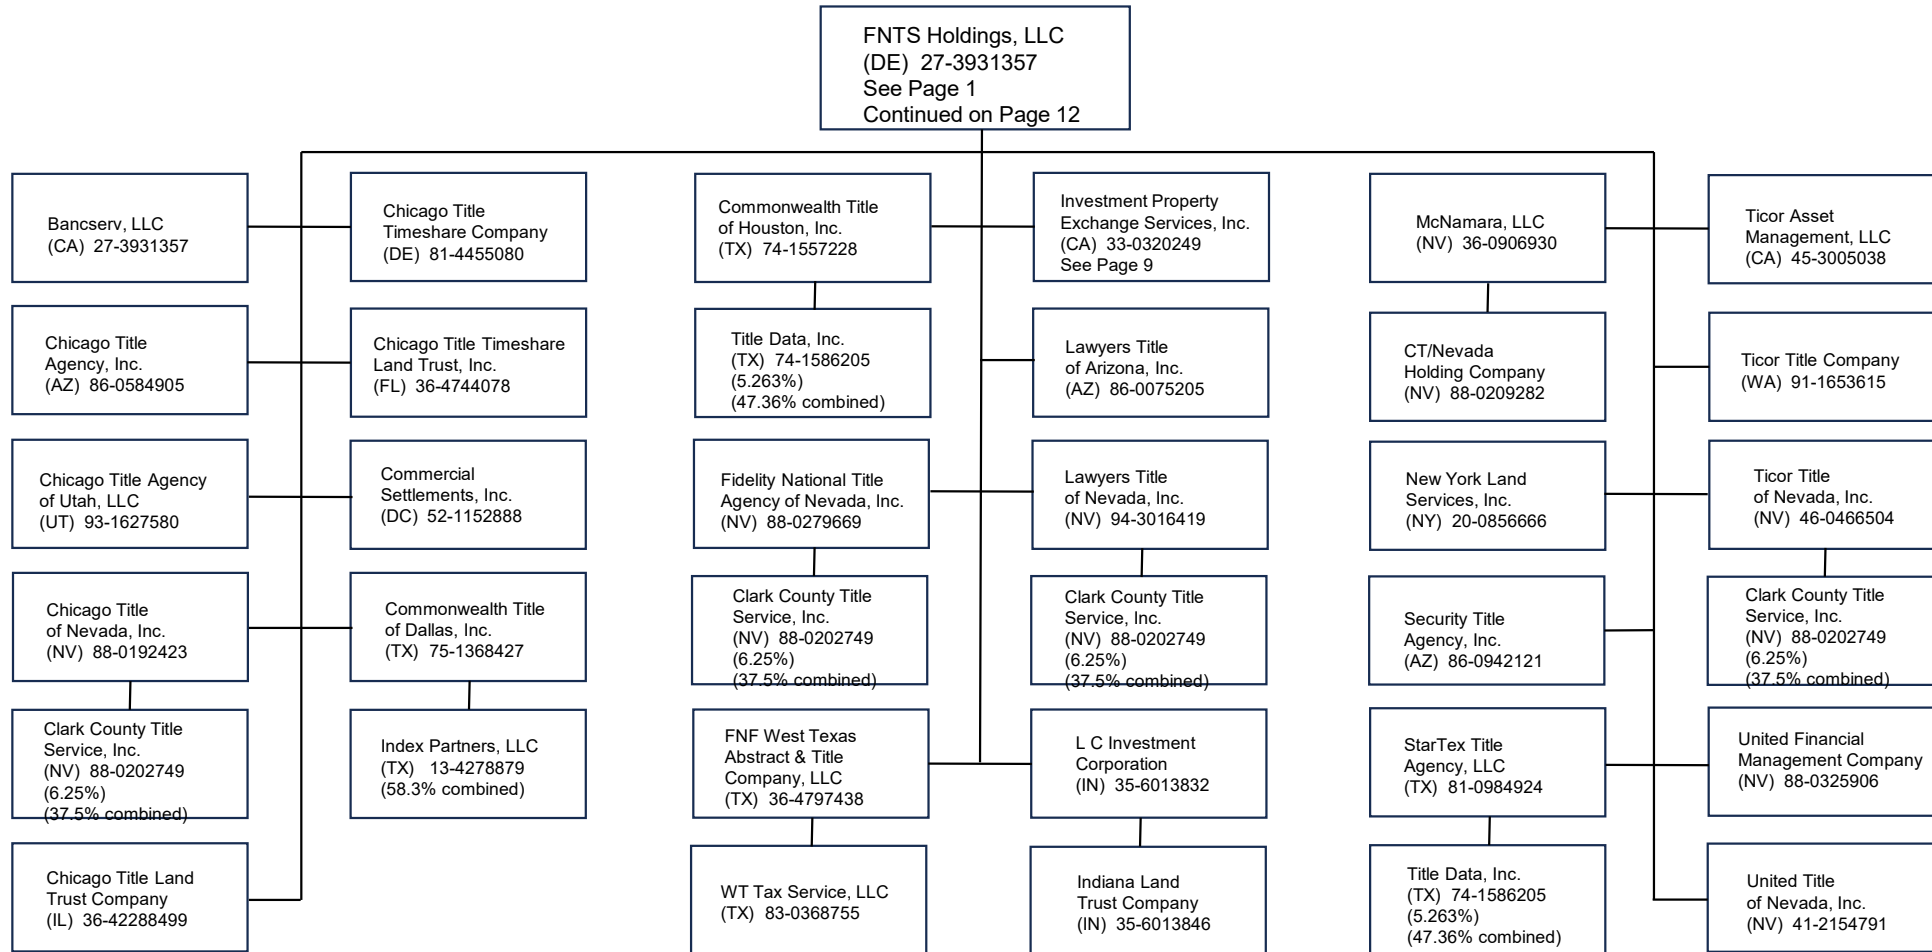 FNTS Holdings, LLC
(DE) 27-3931357
See Page 1
Continued on Page 12
Bancserv, LLC
(CA) 27-3931357
Chicago Title
Timeshare Company
(DE) 81-4455080
Commonwealth Title
of Houston, Inc.
(TX) 74-1557228
Investment Property
Exchange Services, Inc.
(CA) 33-0320249
See Page 9
McNamara, LLC
(NV) 36-0906930
Ticor Asset
Management, LLC
(CA) 45-3005038
Chicago Title
Agency, Inc.
(AZ) 86-0584905
Chicago Title Timeshare
Land Trust, Inc.
(FL) 36-4744078
Title Data, Inc.
(TX) 74-1586205
(5.263%)
(47.36% combined)
Lawyers Title
of Arizona, Inc.
(AZ) 86-0075205
CT/Nevada
Holding Company
(NV) 88-0209282
Ticor Title Company
(WA) 91-1653615
Chicago Title Agency
of Utah, LLC
(UT) 93-1627580
Commercial
Settlements, Inc.
(DC) 52-1152888
Fidelity National Title
Agency of Nevada, Inc.
(NV) 88-0279669
Lawyers Title
of Nevada, Inc.
(NV) 94-3016419
New York Land
Services, Inc.
(NY) 20-0856666
Ticor Title
of Nevada, Inc.
(NV) 46-0466504
Chicago Title
of Nevada, Inc.
(NV) 88-0192423
Commonwealth Title
of Dallas, Inc.
(TX) 75-1368427
Clark County Title
Service, Inc.
(NV) 88-0202749
(6.25%)
(37.5% combined)
Clark County Title
Service, Inc.
(NV) 88-0202749
(6.25%)
(37.5% combined)
Security Title
Agency, Inc.
(AZ) 86-0942121
Clark County Title
Service, Inc.
(NV) 88-0202749
(6.25%)
(37.5% combined)
Clark County Title
Service, Inc.
(NV) 88-0202749
(6.25%)
(37.5% combined)
Index Partners, LLC
(TX) 13-4278879
(58.3% combined)
FNF West Texas
Abstract & Title
Company, LLC
(TX) 36-4797438
L C Investment
Corporation
(IN) 35-6013832
StarTex Title
Agency, LLC
(TX) 81-0984924
United Financial
Management Company
(NV) 88-0325906
Chicago Title Land
Trust Company
(IL) 36-42288499
WT Tax Service, LLC
(TX) 83-0368755
Indiana Land
Trust Company
(IN) 35-6013846
Title Data, Inc.
(TX) 74-1586205
(5.263%)
(47.36% combined)
United Title
of Nevada, Inc.
(NV) 41-2154791